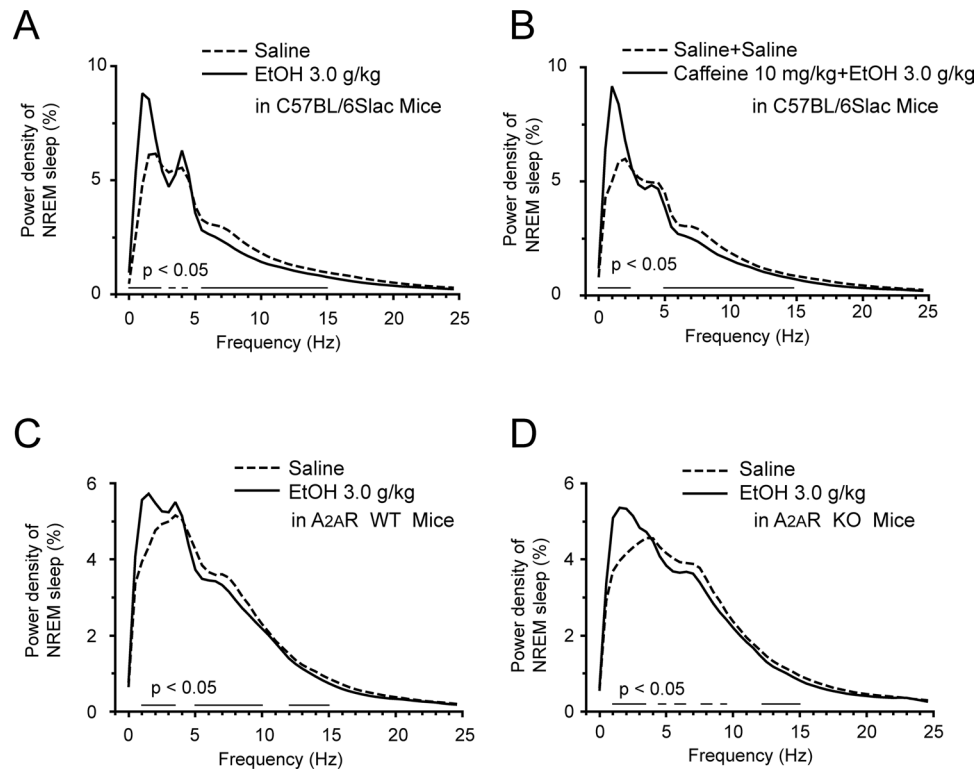 A
Saline
EtOH 3.0 g/kg
in C57BL/6Slac Mice
Power density of
NREM sleep (%)
10
5
0
p < 0.05
0 5 10 15 20 25
Frequency (Hz)
B
Saline+Saline
Caffeine 10 mg/kg+EtOH 3.0 g/kg
in C57BL/6Slac Mice
Power density of
NREM sleep (%)
10
5
0
p < 0.05
0 5 10 15 20 25
Frequency (Hz)
C
Saline
EtOH 3.0 g/kg
in A2AR WT Mice
Power density of
NREM sleep (%)
6
4
2
0
p < 0.05
0 5 10 15 20 25
Frequency (Hz)
D
Saline
EtOH 3.0 g/kg
in A2AR KO Mice
Power density of
NREM sleep (%)
6
4
2
0
p < 0.05
0 5 10 15 20 25
Frequency (Hz)